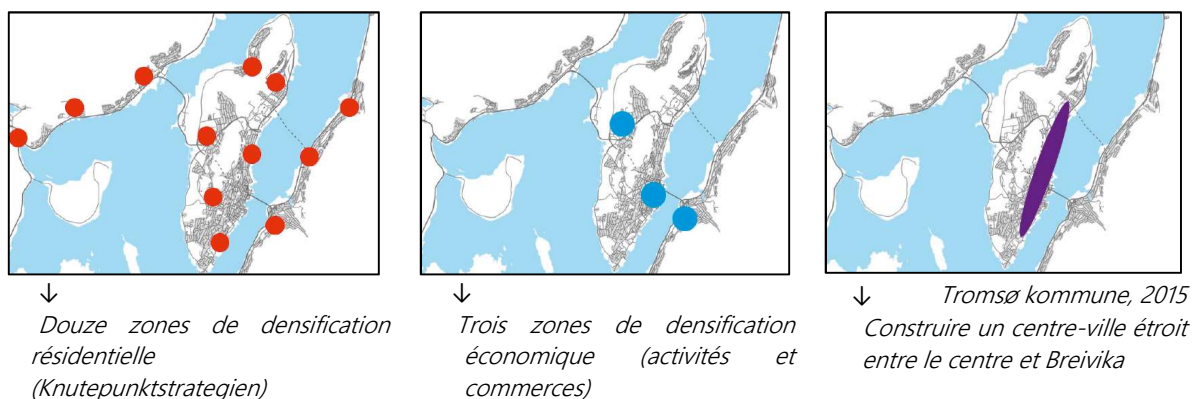 ↓
Douze zones de densification
résidentielle
(Knutepunktstrategien)
↓
Trois zones de densification
économique (activités et
commerces)
↓ Tromsø kommune, 2015
Construire un centre-ville étroit
entre le centre et Breivika